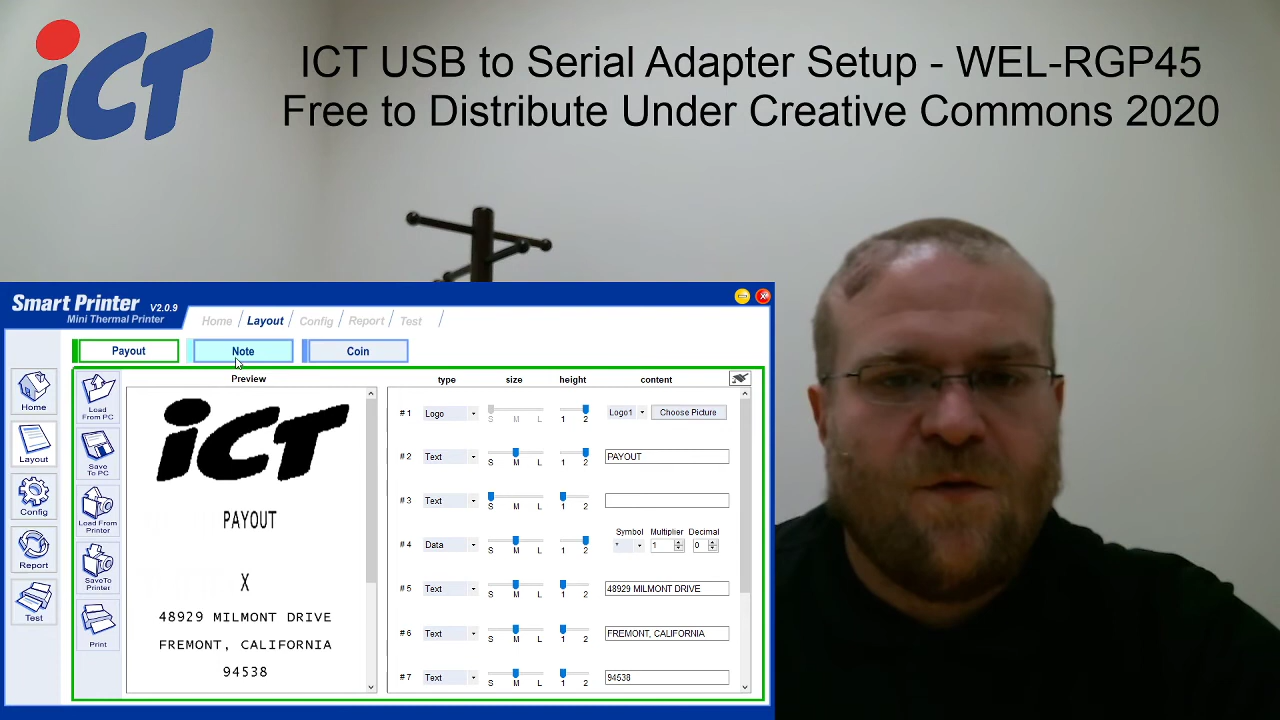 iCT
ICT USB to Serial Adapter Setup - WEL-RGP45
Free to Distribute Under Creative Commons 2020
Smart Printer V2.0.9
Mini Thermal Printer
Home / Layout / Config / Report / Test /
Payout Note Coin
Preview type size height content
Home
Layout
Config
Report
Test
Load From PC
Save To PC
Load From Printer
SavoTo Printer
Print
iCT
PAYOUT
X
48929 MILMONT DRIVE
FREMONT, CALIFORNIA
94538
#1 Logo S M L 1 2 Logo1 Choose Picture
#2 Text S M L 1 2 PAYOUT
#3 Text S M L 1 2
#4 Data S M L 1 2 Symbol * Multiplier 1 Decimal 0
#5 Text S M L 1 2 48929 MILMONT DRIVE
#6 Text S M L 1 2 FREMONT, CALIFORNIA
#7 Text S M L 1 2 94538